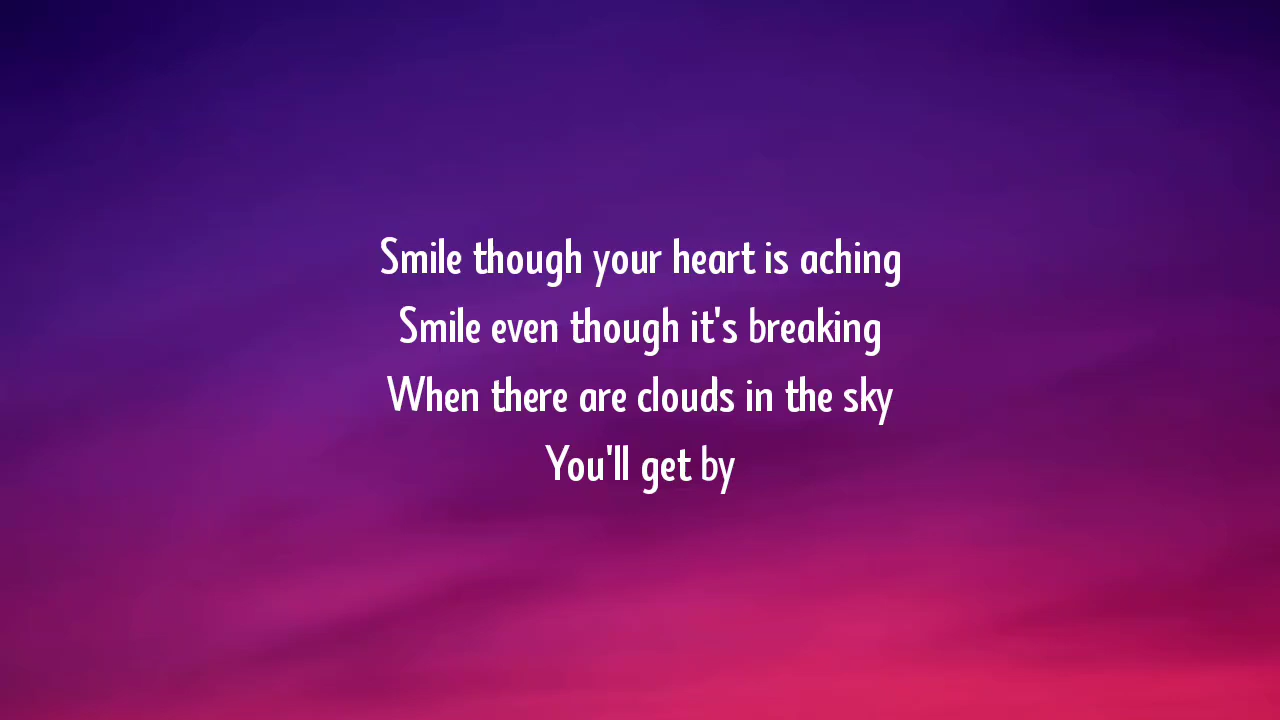 Smile though your heart is aching
Smile even though it's breaking
When there are clouds in the sky
You'll get by